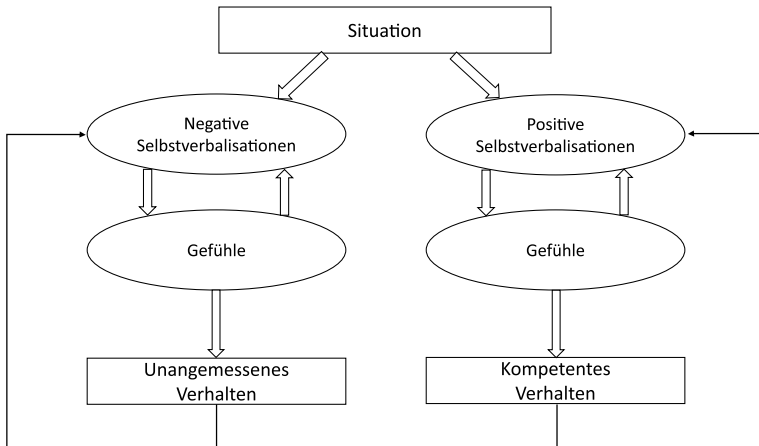 Situation
Negative
Selbstverbalisationen
Positive
Selbstverbalisationen
Gefühle
Gefühle
Unangemessenes
Verhalten
Kompetentes
Verhalten